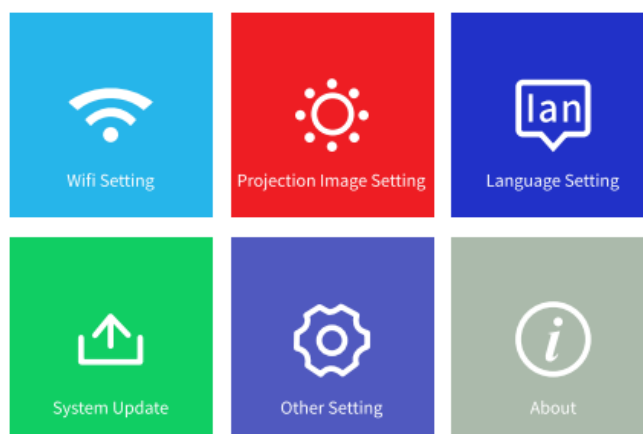 Wifi Setting
Projection Image Setting
lan
Language Setting
System Update
Other Setting
i
About